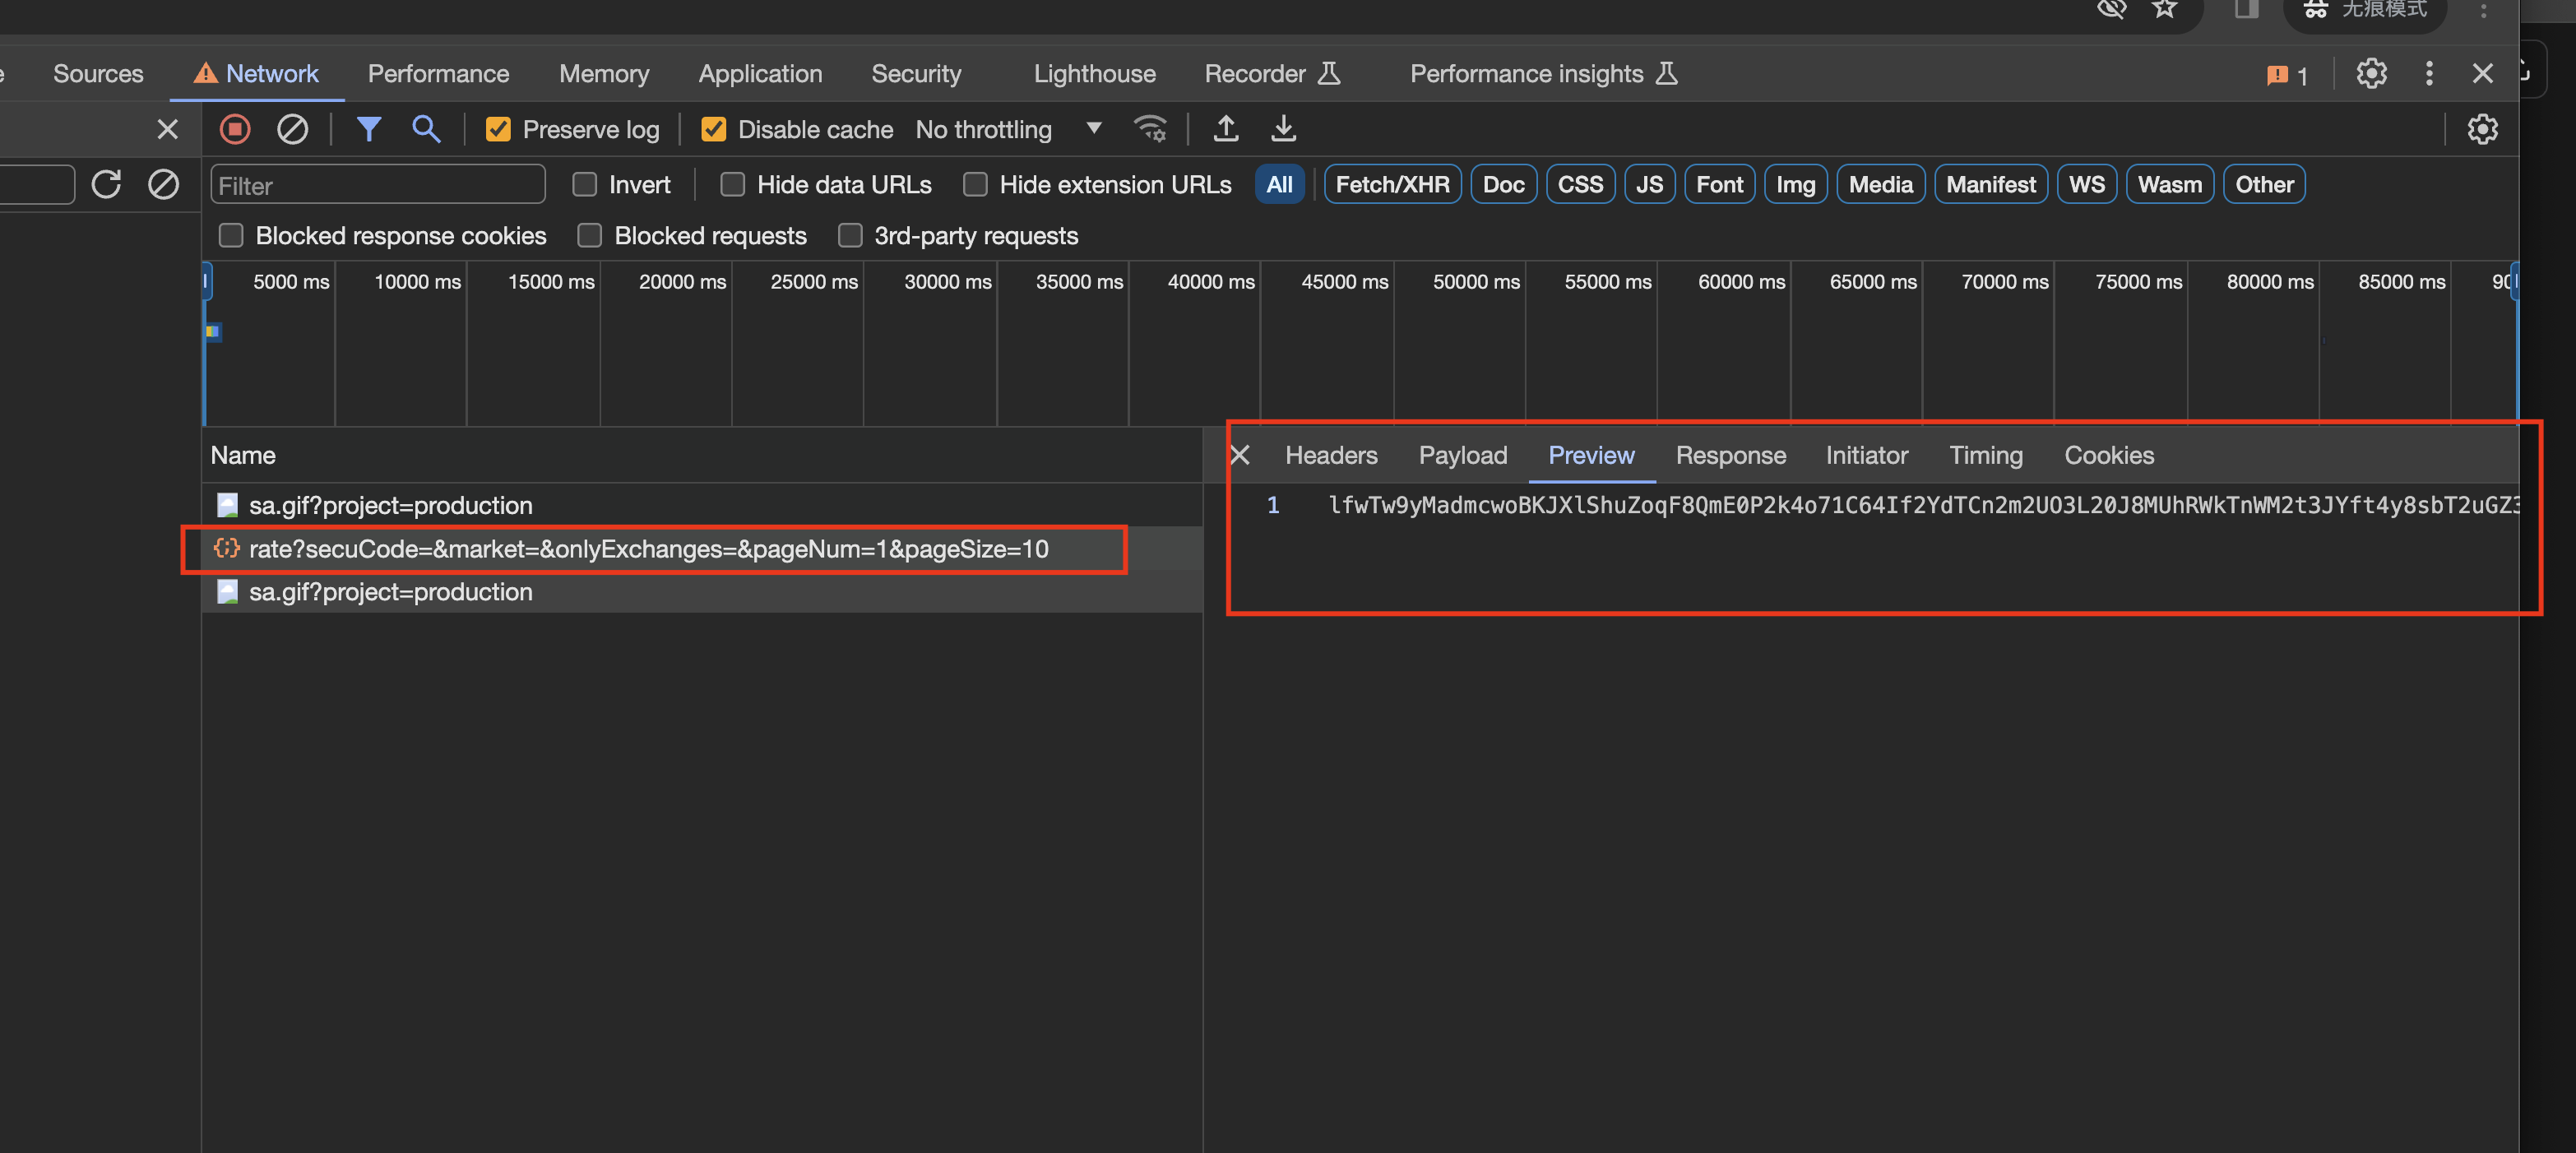 无痕模式
Sources Network Performance Memory Application Security Lighthouse Recorder Performance insights 1
Preserve log Disable cache No throttling
Filter Invert Hide data URLs Hide extension URLs All Fetch/XHR Doc CSS JS Font Img Media Manifest WS Wasm Other
Blocked response cookies Blocked requests 3rd-party requests
5000 ms 10000 ms 15000 ms 20000 ms 25000 ms 30000 ms 35000 ms 40000 ms 45000 ms 50000 ms 55000 ms 60000 ms 65000 ms 70000 ms 75000 ms 80000 ms 85000 ms
Name Headers Payload Preview Response Initiator Timing Cookies
sa.gif?project=production
1 lfwTw9yMadmcwoBKJXlShuZoqF8QmE0P2k4o71C64If2YdTCn2m2UO3L20J8MUhRWkTnWM2t3JYft4y8sbT2uGZ3
rate?secuCode=&market=&onlyExchanges=&pageNum=1&pageSize=10
sa.gif?project=production